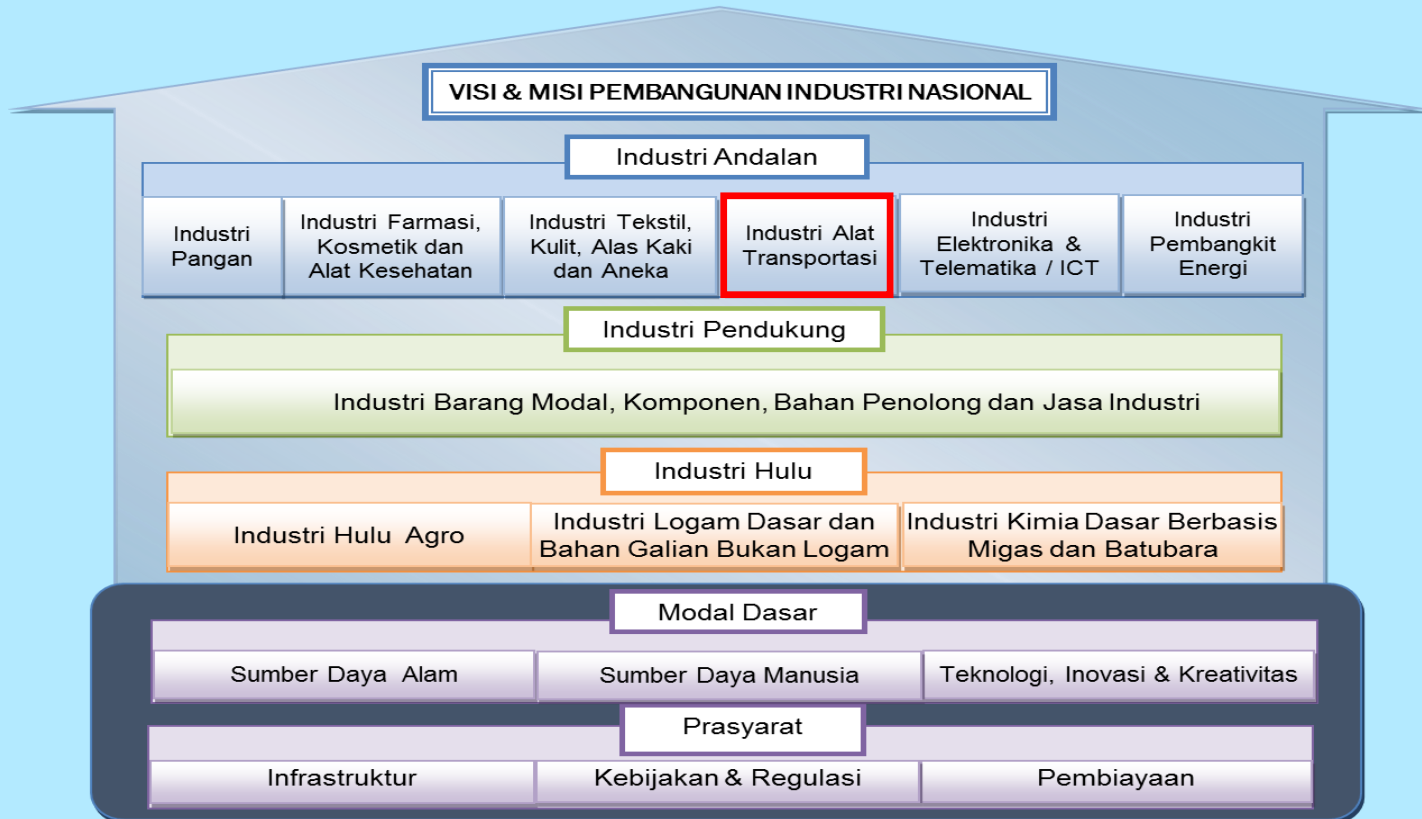 VISI & MISI PEMBANGUNAN INDUSTRI NASIONAL
Industri Andalan
Industri
Pangan
Industri Farmasi,
Kosmetik dan
Alat Kesehatan
Industri Tekstil,
Kulit, Alas Kaki
dan Aneka
Industri Alat
Transportasi
Industri
Elektronika &
Telematika / ICT
Industri
Pembangkit
Energi
Industri Pendukung
Industri Barang Modal, Komponen, Bahan Penolong dan Jasa Industri
Industri Hulu
Industri Hulu Agro
Industri Logam Dasar dan
Bahan Galian Bukan Logam
Industri Kimia Dasar Berbasis
Migas dan Batubara
Modal Dasar
Sumber Daya Alam
Sumber Daya Manusia
Teknologi, Inovasi & Kreativitas
Prasyarat
Infrastruktur
Kebijakan & Regulasi
Pembiayaan